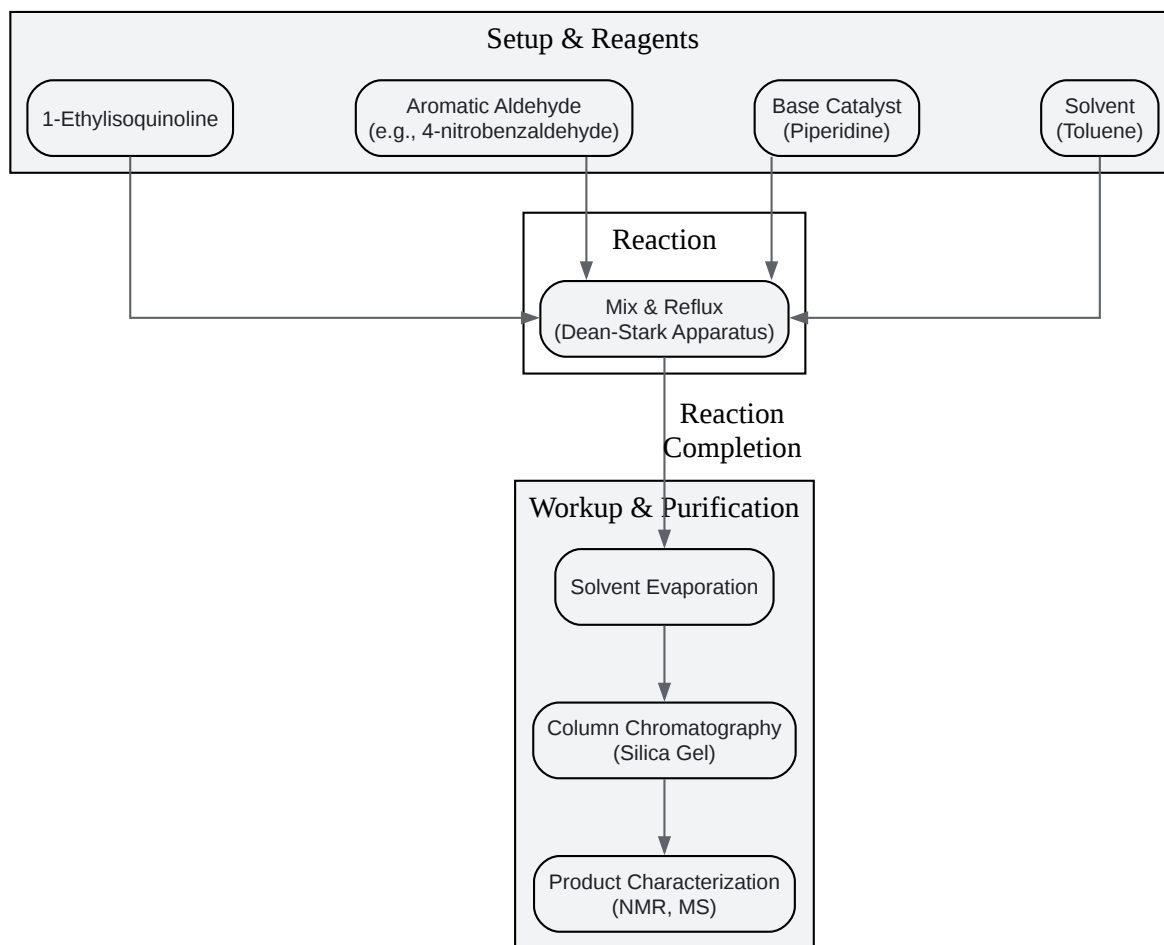 Setup & Reagents
1-Ethylisoquinoline
Aromatic Aldehyde
(e.g., 4-nitrobenzaldehyde)
Base Catalyst
(Piperidine)
Solvent
(Toluene)
Reaction
Mix & Reflux
(Dean-Stark Apparatus)
Reaction
Completion
Workup & Purification
Solvent Evaporation
Column Chromatography
(Silica Gel)
Product Characterization
(NMR, MS)